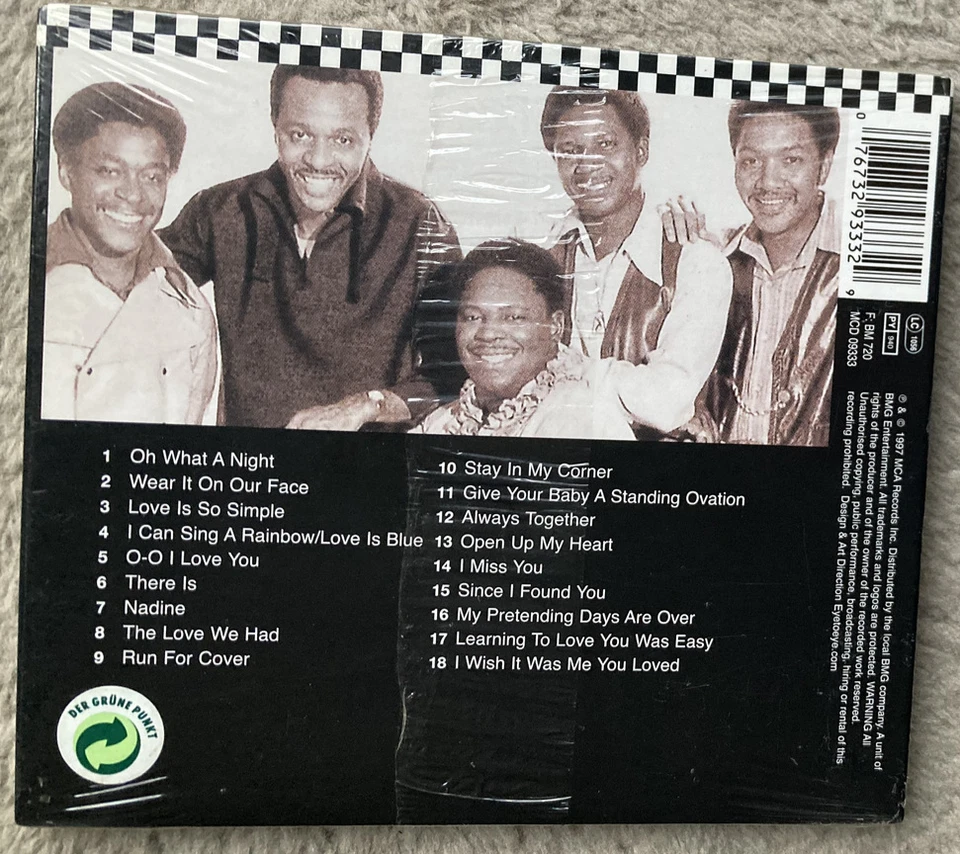 1 Oh What A Night
2 Wear It On Our Face
3 Love Is So Simple
4 I Can Sing A Rainbow/Love Is Blue
5 O-O I Love You
6 There Is
7 Nadine
8 The Love We Had
9 Run For Cover
10 Stay In My Corner
11 Give Your Baby A Standing Ovation
12 Always Together
13 Open Up My Heart
14 I Miss You
15 Since I Found You
16 My Pretending Days Are Over
17 Learning To Love You Was Easy
18 I Wish It Was Me You Loved
DER GRÜNE PUNKT
0 76732 93332 9
LC 1056
PY 940
F: BM 720
MCD 09333
℗ & © 1997 MCA Records Inc. Distributed by the local BMG company. A unit of
BMG Entertainment. All trademarks and logos are protected. WARNING All
rights of the producer and of the owner of the recorded work reserved.
Unauthorised copying, public performance, broadcasting, hiring or rental of this
recording prohibited. Design & Art Direction Eyetoeye.com